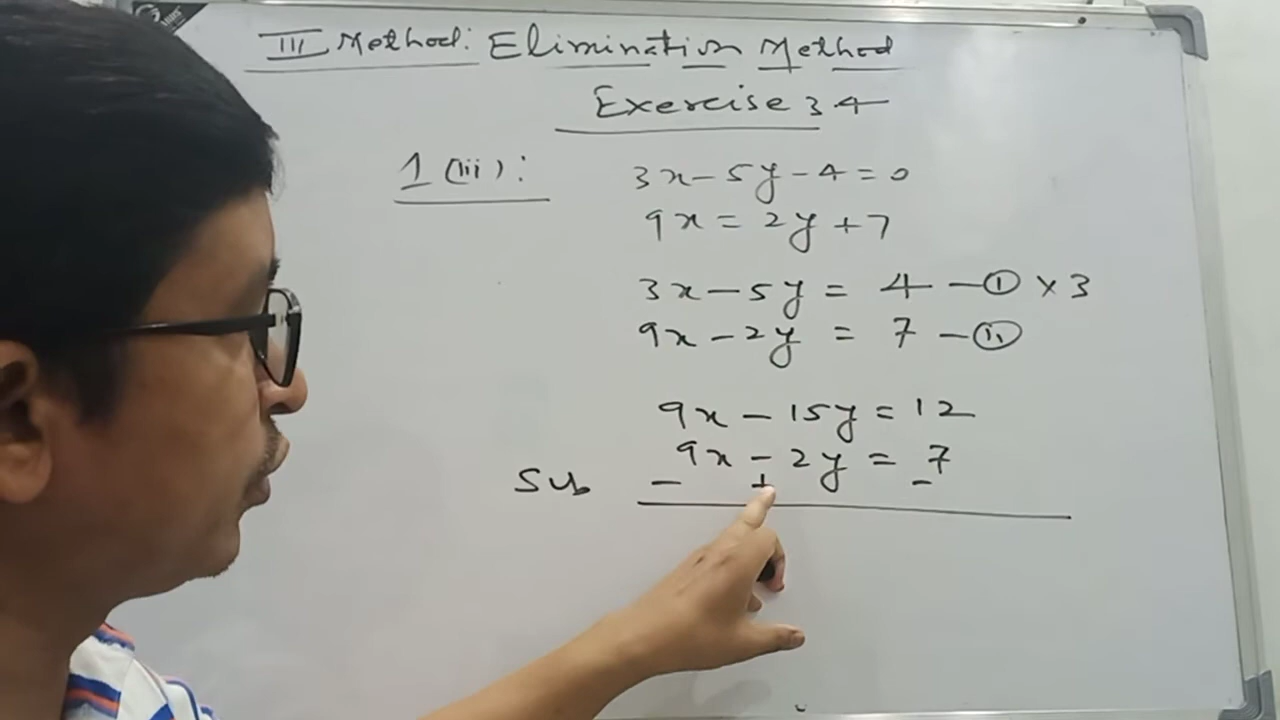 III Method: Elimination Method
Exercise 3.4
1 (iii):
3x - 5y - 4 = 0
9x = 2y + 7
3x - 5y = 4 - ① × 3
9x - 2y = 7 - ⑪
9x - 15y = 12
9x - 2y = 7
Sub - + -